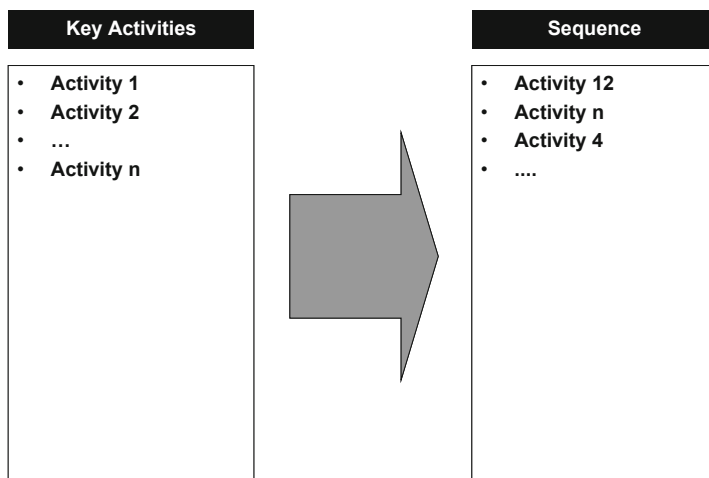 Key Activities
• Activity 1
• Activity 2
• …
• Activity n
Sequence
• Activity 12
• Activity n
• Activity 4
• ....